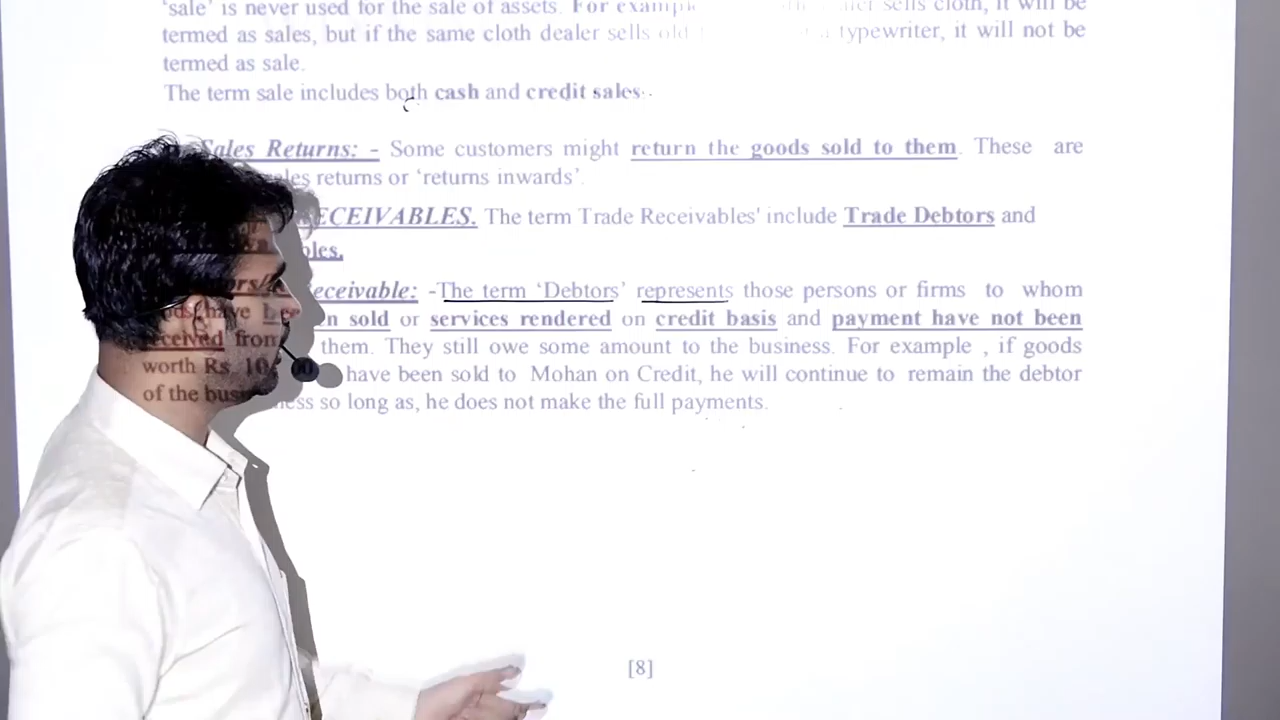 'sale' is never used for the sale of assets. For sells cloth, it will be
termed as sales, but if the same cloth dealer sells old a typewriter, it will not be
termed as sale.
The term sale includes both cash and credit sales.
Sales Returns: - Some customers might return the goods sold to them. These are
returns or 'returns inwards'.
RECEIVABLES. The term Trade Receivables' include Trade Debtors and
Receivable: -The term 'Debtors' represents those persons or firms to whom
have sold or services rendered on credit basis and payment have not been
received from them. They still owe some amount to the business. For example , if goods
worth Rs. have been sold to Mohan on Credit, he will continue to remain the debtor
of the so long as, he does not make the full payments.
[8]